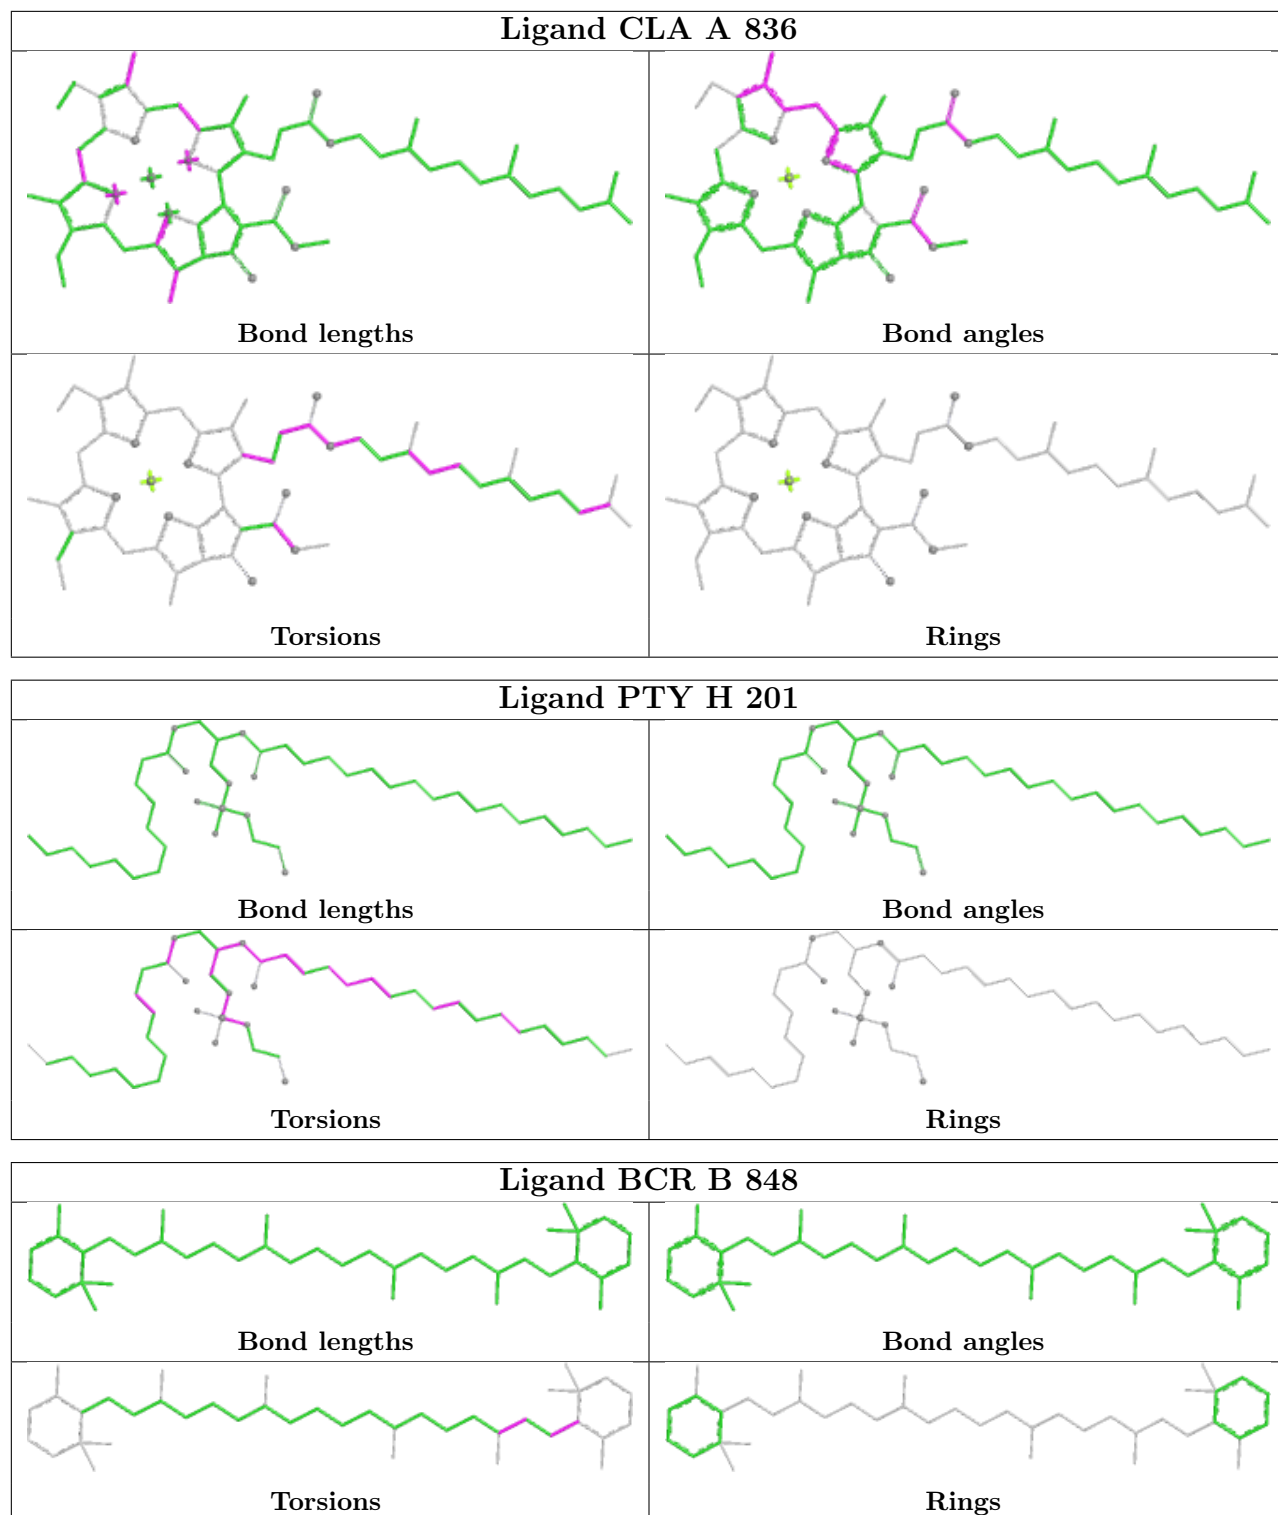 Ligand CLA A 836
Bond lengths
Bond angles
Torsions
Rings
Ligand PTY H 201
Bond lengths
Bond angles
Torsions
Rings
Ligand BCR B 848
Bond lengths
Bond angles
Torsions
Rings